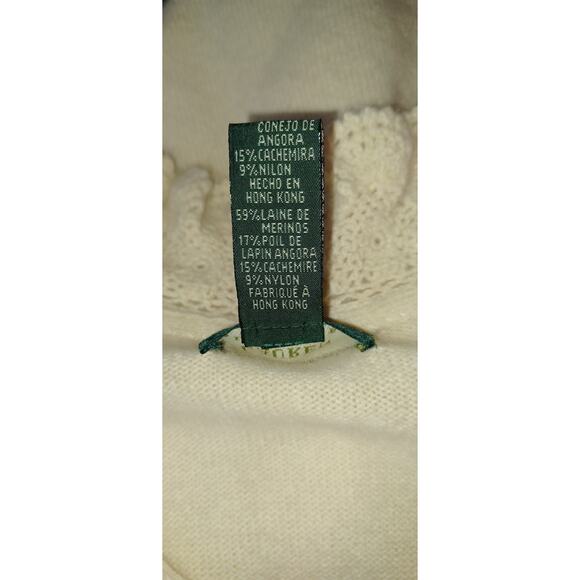 CONEJO DE
ANGORA
15%CACHEMIRA
9%NILON
HECHO EN
HONG KONG
59%LAINE DE
MERINOS
17%POIL DE
LAPIN ANGORA
15%CACHEMIRE
9%NYLON
FABRIQUÉ À
HONG KONG